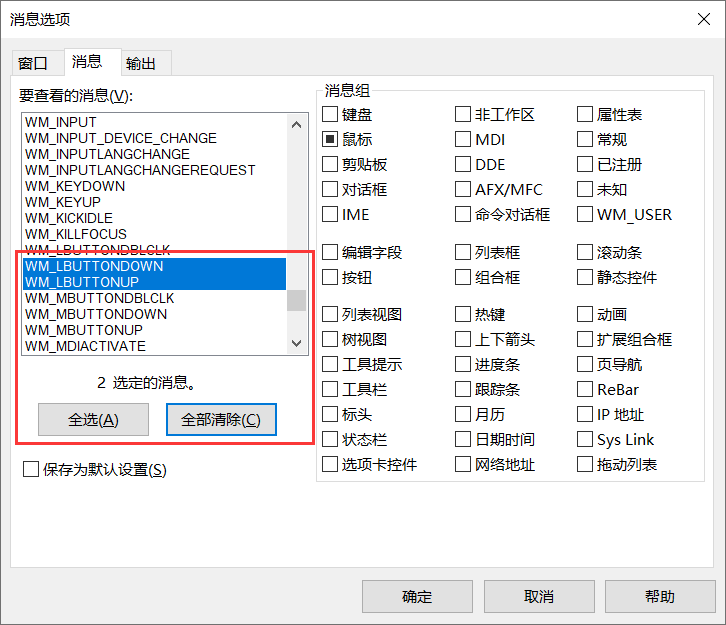 消息选项
窗口 消息 输出
要查看的消息(V):
WM_INPUT
WM_INPUT_DEVICE_CHANGE
WM_INPUTLANGCHANGE
WM_INPUTLANGCHANGEREQUEST
WM_KEYDOWN
WM_KEYUP
WM_KICKIDLE
WM_KILLFOCUS
WM_LBUTTONDBLCLK
WM_LBUTTONDOWN
WM_LBUTTONUP
WM_MBUTTONDBLCLK
WM_MBUTTONDOWN
WM_MBUTTONUP
WM_MDIACTIVATE
2 选定的消息。
全选(A) 全部清除(C)
保存为默认设置(S)
消息组
键盘 非工作区 属性表
鼠标 MDI 常规
剪贴板 DDE 已注册
对话框 AFX/MFC 未知
IME 命令对话框 WM_USER
编辑字段 列表框 滚动条
按钮 组合框 静态控件
列表视图 热键 动画
树视图 上下箭头 扩展组合框
工具提示 进度条 页导航
工具栏 跟踪条 ReBar
标头 月历 IP 地址
状态栏 日期时间 Sys Link
选项卡控件 网络地址 拖动列表
确定 取消 帮助